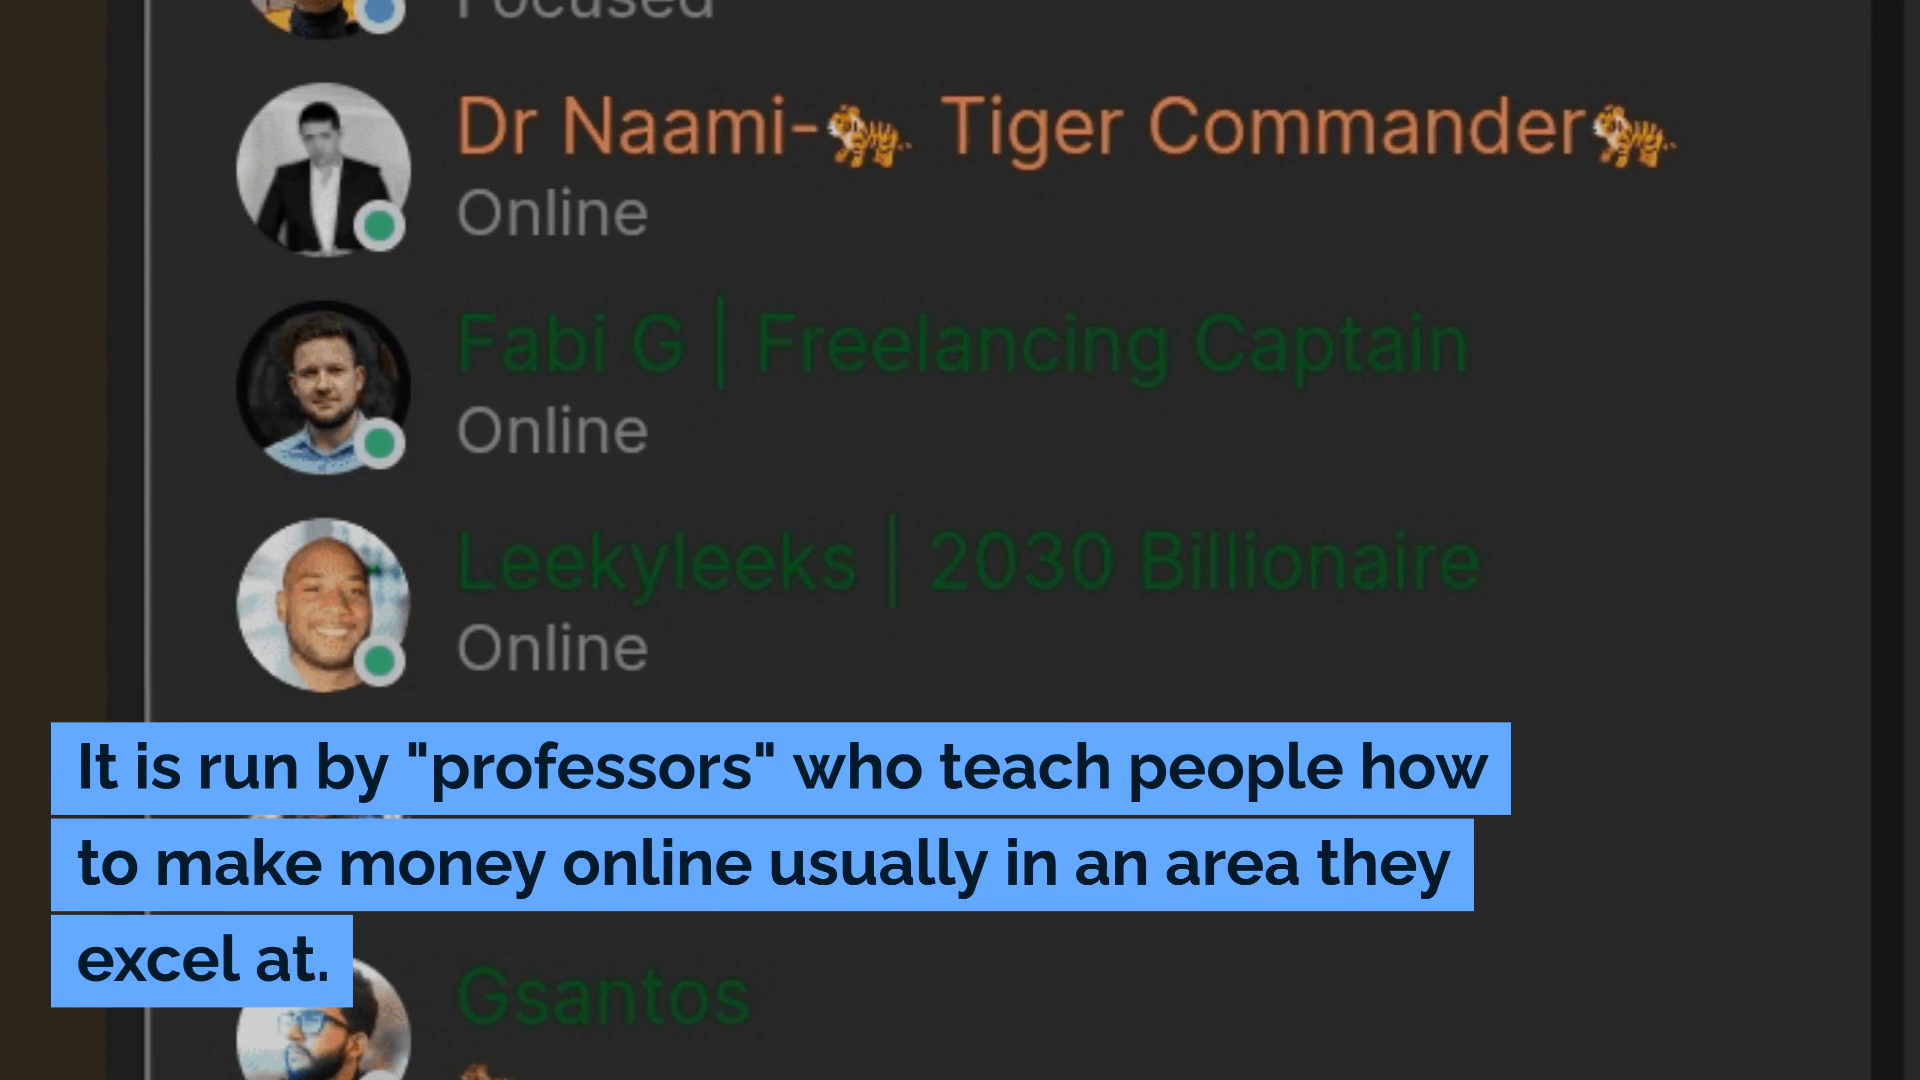 Focused
Dr Naami-🐅 Tiger Commander🐅
Online
Fabi G | Freelancing Captain
Online
Leekyleeks | 2030 Billionaire
Online
It is run by "professors" who teach people how
to make money online usually in an area they
excel at.
Gsantos